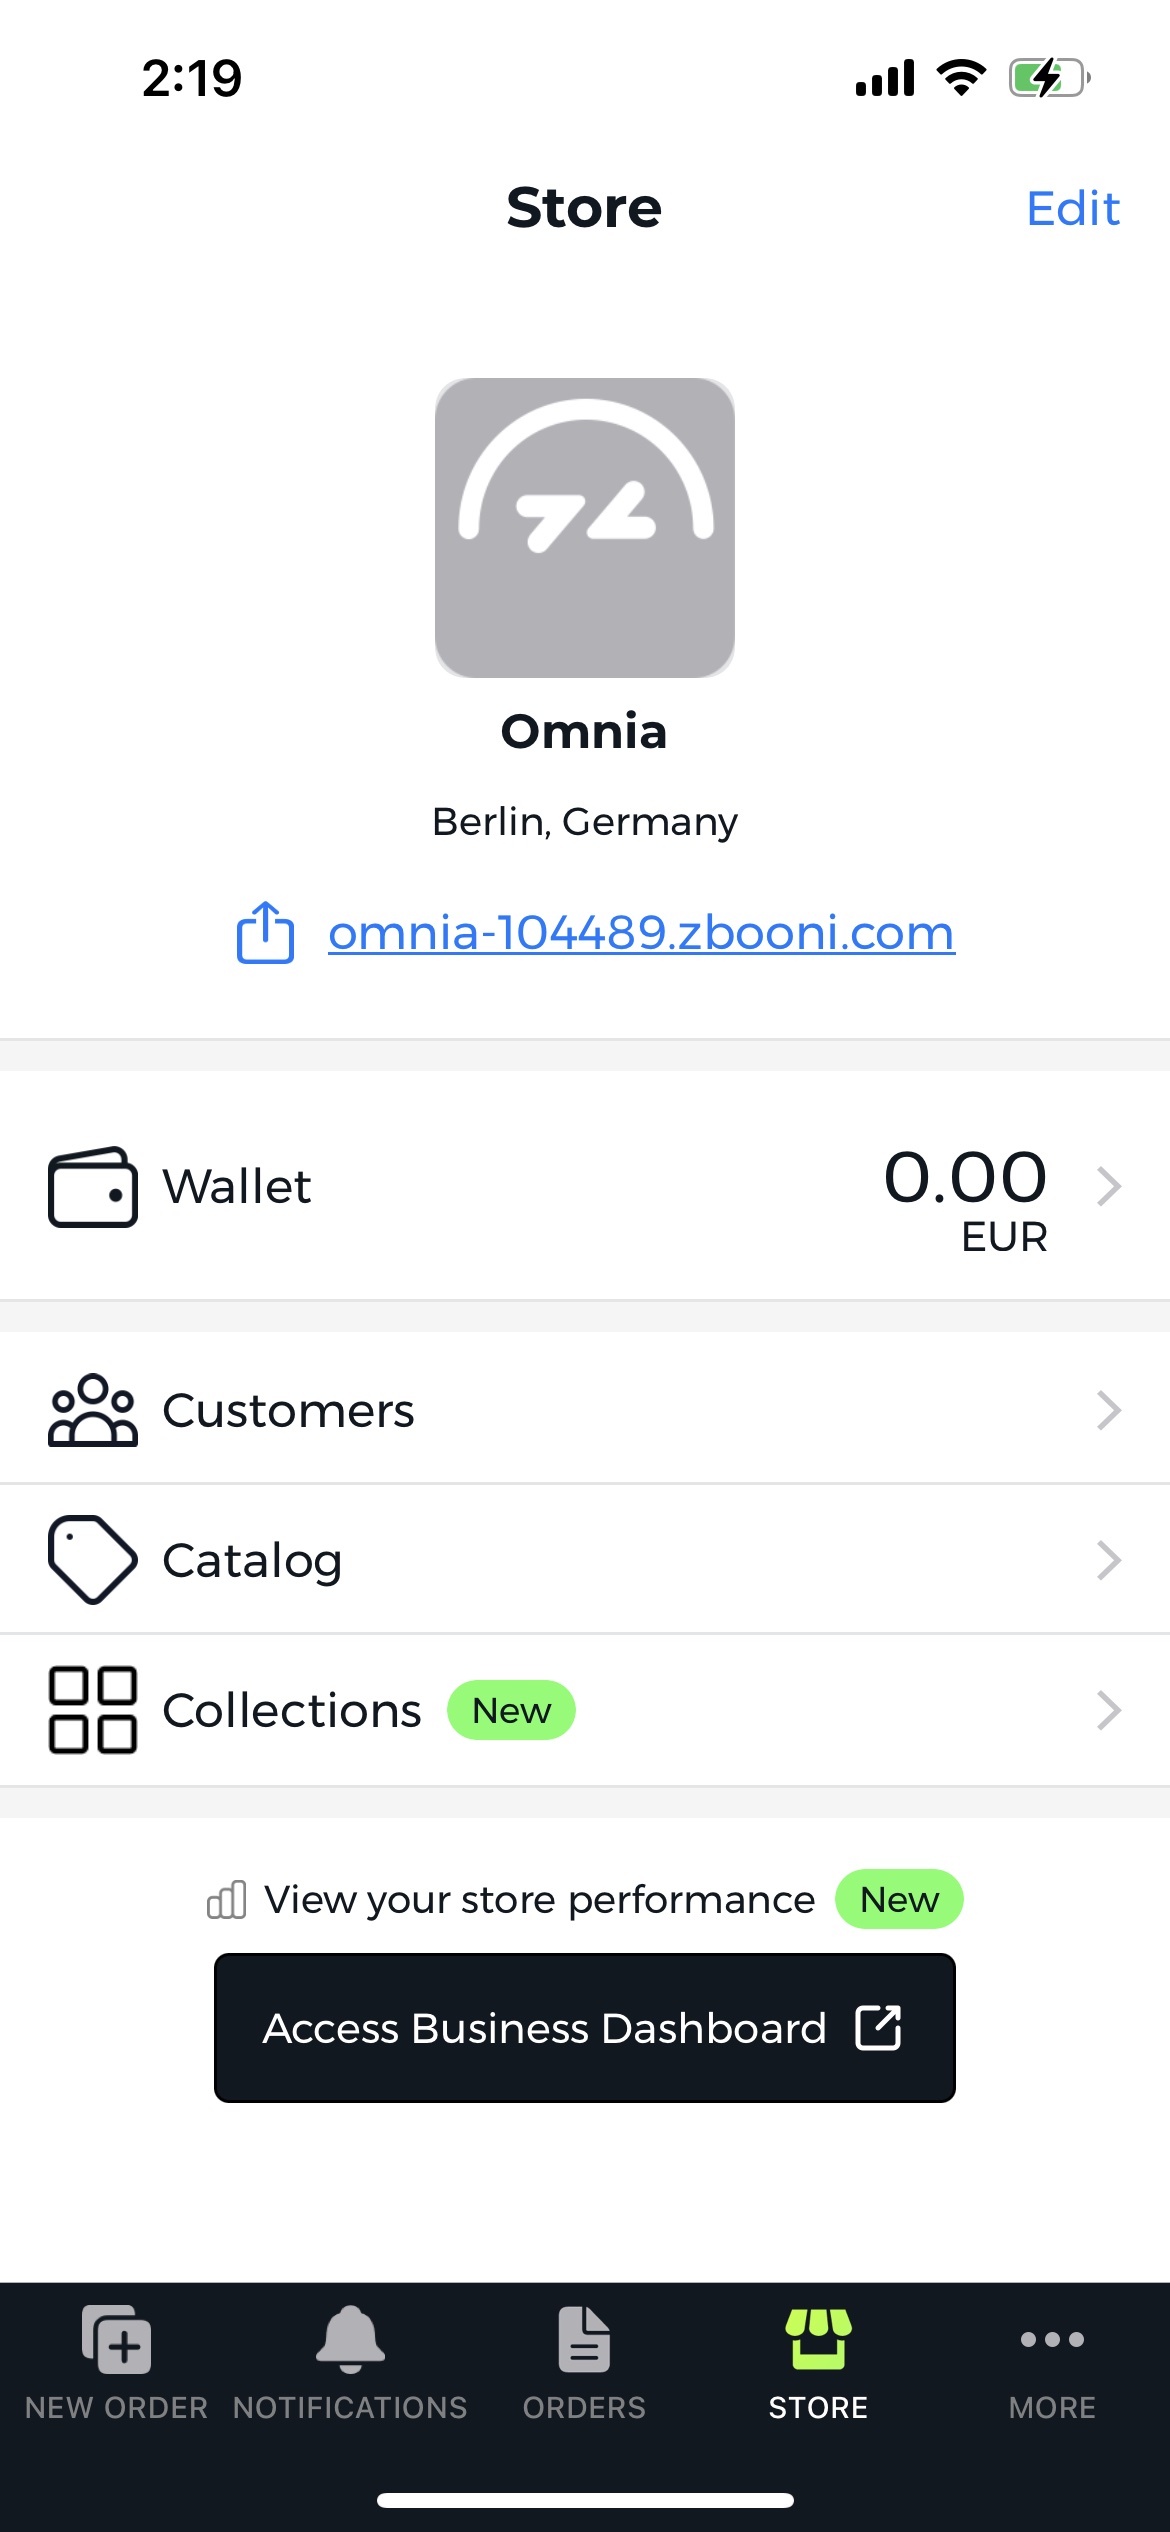 2:19
Store
Edit
Omnia
Berlin, Germany
omnia-104489.zbooni.com
Wallet
0.00
EUR
Customers
Catalog
Collections New
View your store performance New
Access Business Dashboard
NEW ORDER NOTIFICATIONS ORDERS STORE MORE